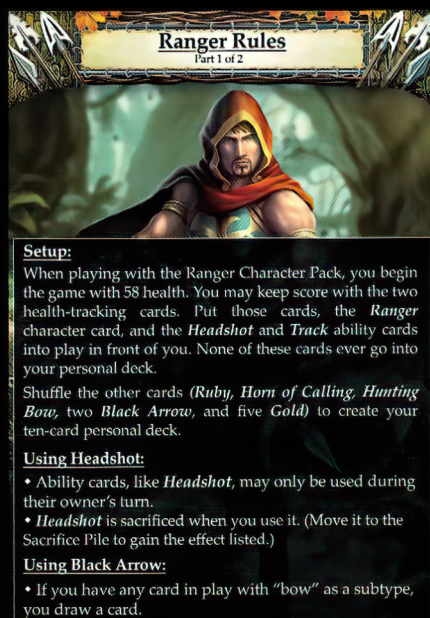 Ranger Rules
Part 1 of 2
Setup:
When playing with the Ranger Character Pack, you begin
the game with 58 health. You may keep score with the two
health-tracking cards. Put those cards, the Ranger
character card, and the Headshot and Track ability cards
into play in front of you. None of these cards ever go into
your personal deck.
Shuffle the other cards (Ruby, Horn of Calling, Hunting
Bow, two Black Arrow, and five Gold) to create your
ten-card personal deck.
Using Headshot:
• Ability cards, like Headshot, may only be used during
their owner's turn.
• Headshot is sacrificed when you use it. (Move it to the
Sacrifice Pile to gain the effect listed.)
Using Black Arrow:
• If you have any card in play with "bow" as a subtype,
you draw a card.